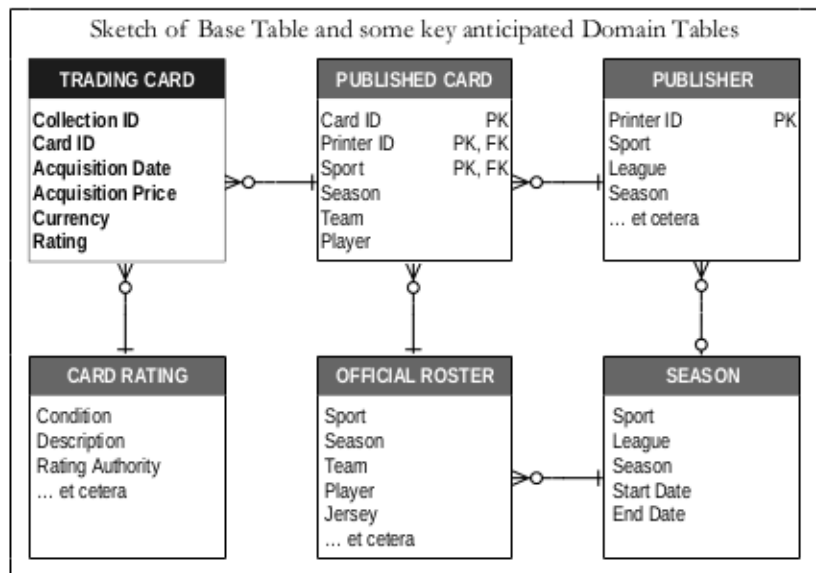 Sketch of Base Table and some key anticipated Domain Tables
TRADING CARD
Collection ID
Card ID
Acquisition Date
Acquisition Price
Currency
Rating
PUBLISHED CARD
Card ID PK
Printer ID PK, FK
Sport PK, FK
Season
Team
Player
PUBLISHER
Printer ID PK
Sport
League
Season
... et cetera
CARD RATING
Condition
Description
Rating Authority
... et cetera
OFFICIAL ROSTER
Sport
Season
Team
Player
Jersey
... et cetera
SEASON
Sport
League
Season
Start Date
End Date